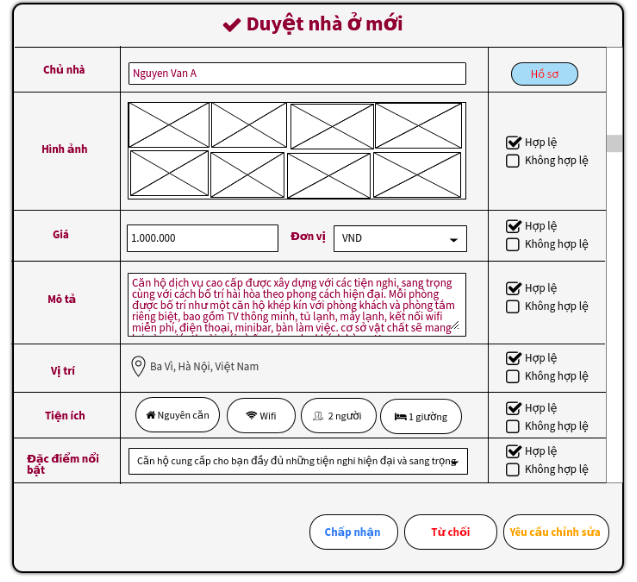 Duyệt nhà ở mới
Chủ nhà
Nguyen Van A
Hồ sơ
Hình ảnh
Hợp lệ
Không hợp lệ
Giá
1.000.000
Đơn vị
VND
Hợp lệ
Không hợp lệ
Mô tả
Căn hộ dịch vụ cao cấp được xây dựng với các tiện nghi, sang trọng
cùng với cách bố trí hài hòa theo phong cách hiện đại. Mỗi phòng
được bố trí như một căn hộ khép kín với phòng khách và phòng tắm
riêng biệt, bao gồm TV thông minh, tủ lạnh, máy lạnh, kết nối wifi
miễn phí, điện thoại, minibar, bàn làm việc. cơ sở vật chất sẽ mang
Hợp lệ
Không hợp lệ
Vị trí
Ba Vì, Hà Nội, Việt Nam
Hợp lệ
Không hợp lệ
Tiện ích
Nguyên căn
Wifi
2 người
1 giường
Hợp lệ
Không hợp lệ
Đặc điểm nổi
bật
Căn hộ cung cấp cho bạn đầy đủ những tiện nghi hiện đại và sang trọng
Hợp lệ
Không hợp lệ
Chấp nhận
Từ chối
Yêu cầu chỉnh sửa